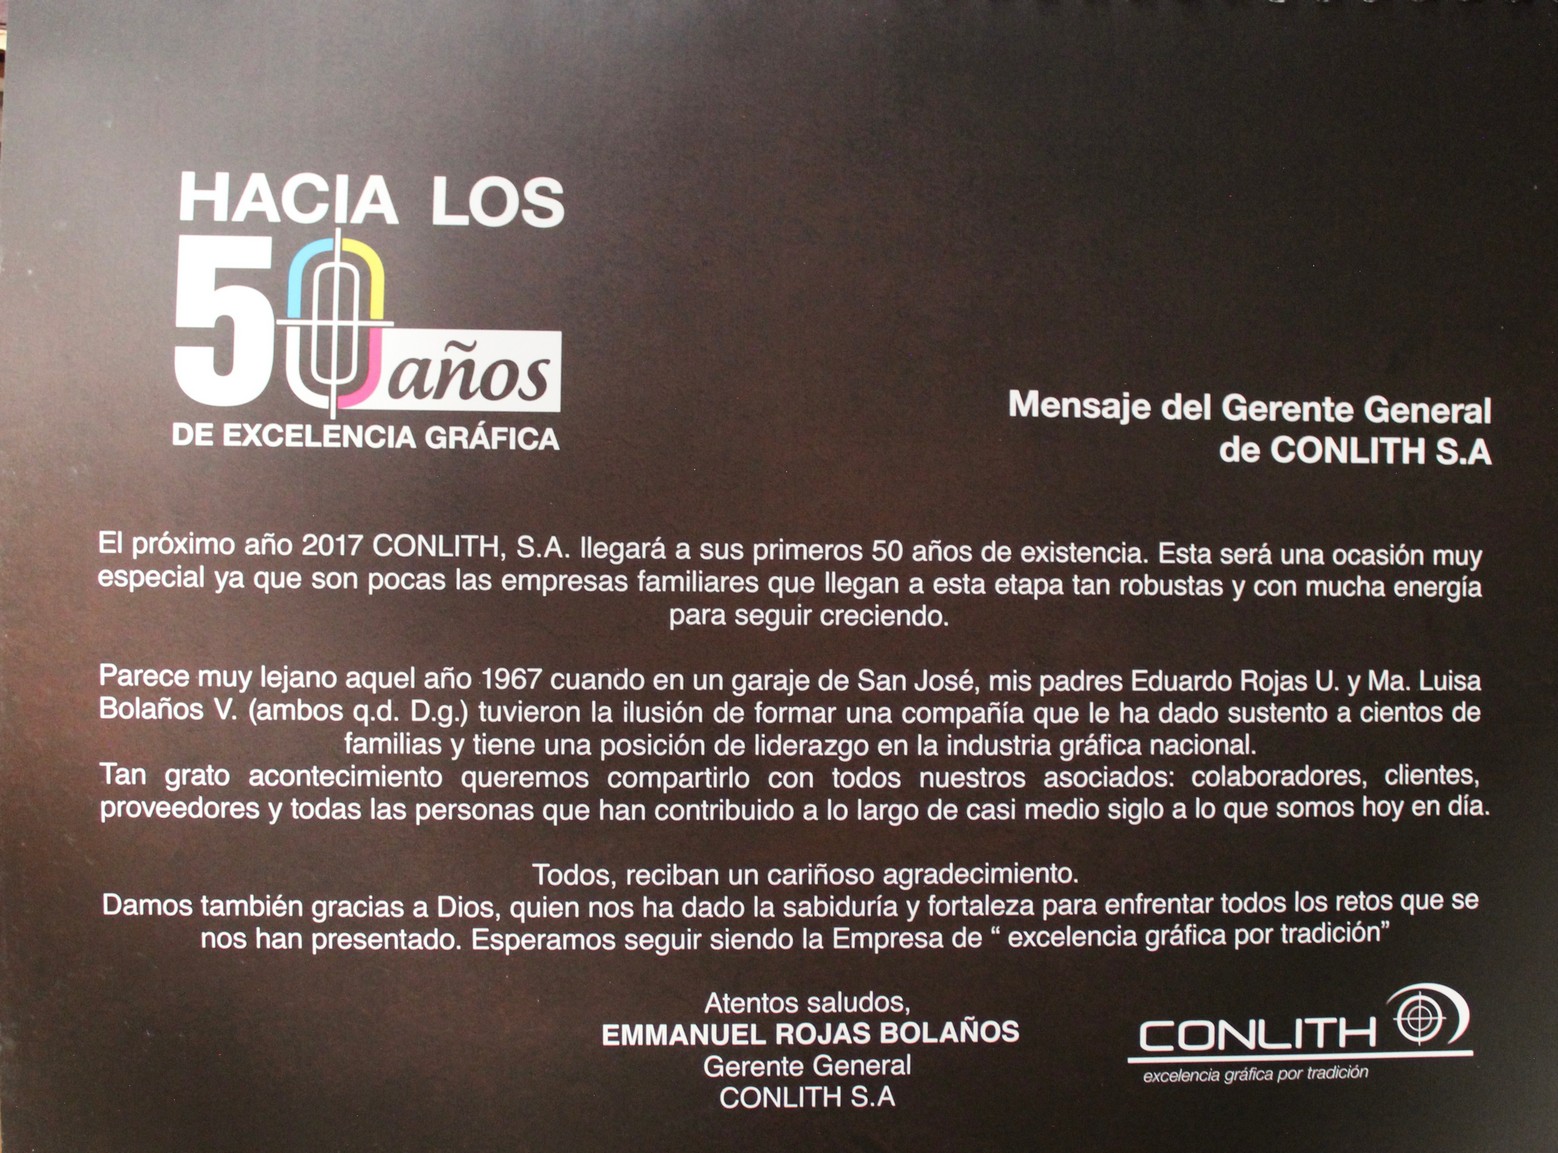 HACIA LOS
50 años
DE EXCELENCIA GRÁFICA
Mensaje del Gerente General
de CONLITH S.A
El próximo año 2017 CONLITH, S.A. llegará a sus primeros 50 años de existencia. Esta será una ocasión muy
especial ya que son pocas las empresas familiares que llegan a esta etapa tan robustas y con mucha energía
para seguir creciendo.
Parece muy lejano aquel año 1967 cuando en un garaje de San José, mis padres Eduardo Rojas U. y Ma. Luisa
Bolaños V. (ambos q.d. D.g.) tuvieron la ilusión de formar una compañía que le ha dado sustento a cientos de
familias y tiene una posición de liderazgo en la industria gráfica nacional.
Tan grato acontecimiento queremos compartirlo con todos nuestros asociados: colaboradores, clientes,
proveedores y todas las personas que han contribuido a lo largo de casi medio siglo a lo que somos hoy en día.
Todos, reciban un cariñoso agradecimiento.
Damos también gracias a Dios, quien nos ha dado la sabiduría y fortaleza para enfrentar todos los retos que se
nos han presentado. Esperamos seguir siendo la Empresa de “ excelencia gráfica por tradición”
Atentos saludos,
EMMANUEL ROJAS BOLAÑOS
Gerente General
CONLITH S.A
CONLITH
excelencia gráfica por tradición